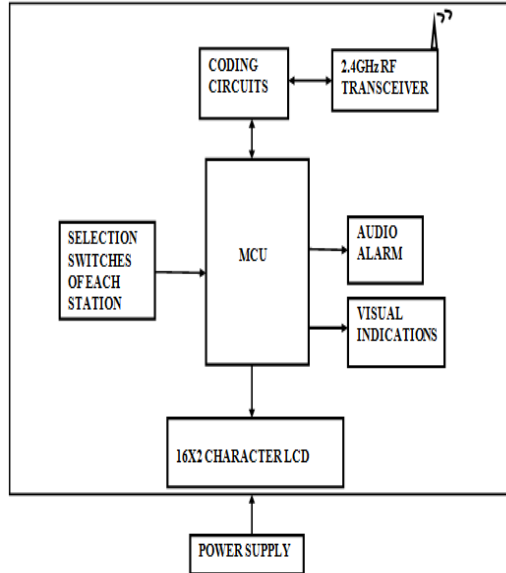 CODING
CIRCUITS
2.4GHz RF
TRANSCEIVER
SELECTION
SWITCHES
OF EACH
STATION
MCU
AUDIO
ALARM
VISUAL
INDICATIONS
16X2 CHARACTER LCD
POWER SUPPLY